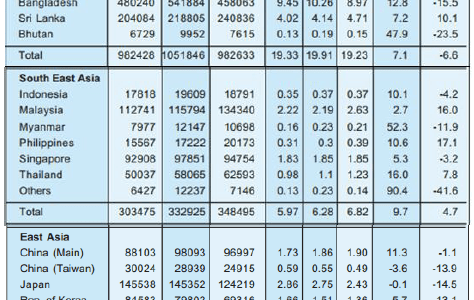 Bangladesh 480240 541884 458063 9.45 10.26 8.97 12.8 -15.5
Sri Lanka 204084 218805 240836 4.02 4.14 4.71 7.2 10.1
Bhutan 6729 9952 7615 0.13 0.19 0.15 47.9 -23.5
Total 982428 1051846 982633 19.33 19.91 19.23 7.1 -6.6
South East Asia
Indonesia 17818 19609 18791 0.35 0.37 0.37 10.1 -4.2
Malaysia 112741 115794 134340 2.22 2.19 2.63 2.7 16.0
Myanmar 7977 12147 10698 0.16 0.23 0.21 52.3 -11.9
Philippines 15567 17222 20173 0.31 0.3 0.39 10.6 17.1
Singapore 92908 97851 94754 1.83 1.85 1.85 5.3 -3.2
Thailand 50037 58065 62593 0.98 1.1 1.23 16.0 7.8
Others 6427 12237 7146 0.13 0.23 0.14 90.4 -41.6
Total 303475 332925 348495 5.97 6.28 6.82 9.7 4.7
East Asia
China (Main) 88103 98093 96997 1.73 1.86 1.90 11.3 -1.1
China (Taiwan) 30024 28939 24915 0.59 0.55 0.49 -3.6 -13.9
Japan 145538 145352 124219 2.86 2.75 2.43 -0.1 -14.5
Rep. of Korea